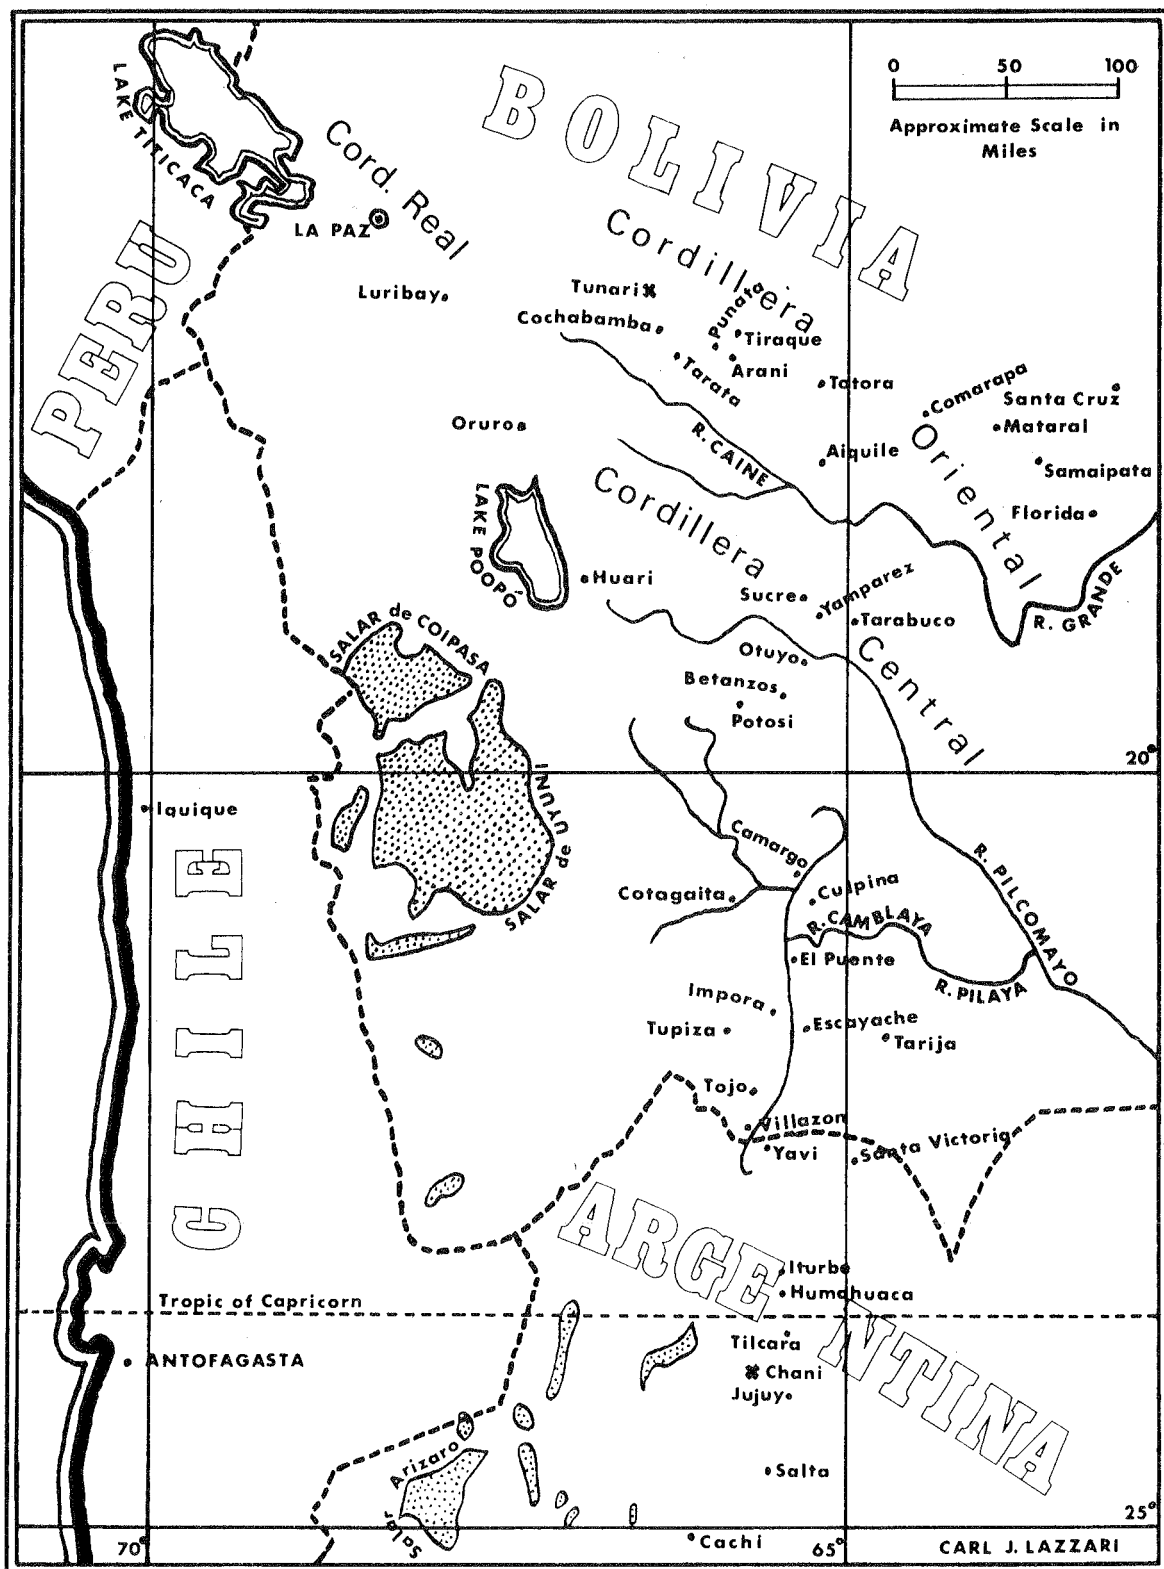 BOLIVIA
0 50 100
Approximate Scale in
Miles
LAKE TITICACA
Cord. Real
LA PAZ
PERU
Cordillera
Oriental
Luribay
Tunari
Cochabamba
Punata
Tiraque
Arani
Tarata
Totora
Comarapa
Santa Cruz
Mataral
Oruro
R. CAINE
Aiquile
Samaipata
Florida
LAKE POOPÓ
Cordillera
Central
Huari
Sucre
Yamparez
Tarabuco
R. GRANDE
SALAR de COIPASA
Otuyo
Betanzos
Potosi
20°
Iquique
SALAR de UYUNI
CHILE
Camargo
Cotagaita
Culpina
R. CAMBLAYA
R. PILCOMAYO
El Puente
R. PILAYA
Impora
Tupiza
Escayache
Tarija
Tojo
Villazon
Yavi
Santa Victoria
ARGENTINA
Iturbe
Humahuaca
Tropic of Capricorn
Tilcara
ANTOFAGASTA
Chani
Jujuy
Salar Arizaro
Salta
25°
Cachi
70°
65°
CARL J. LAZZARI